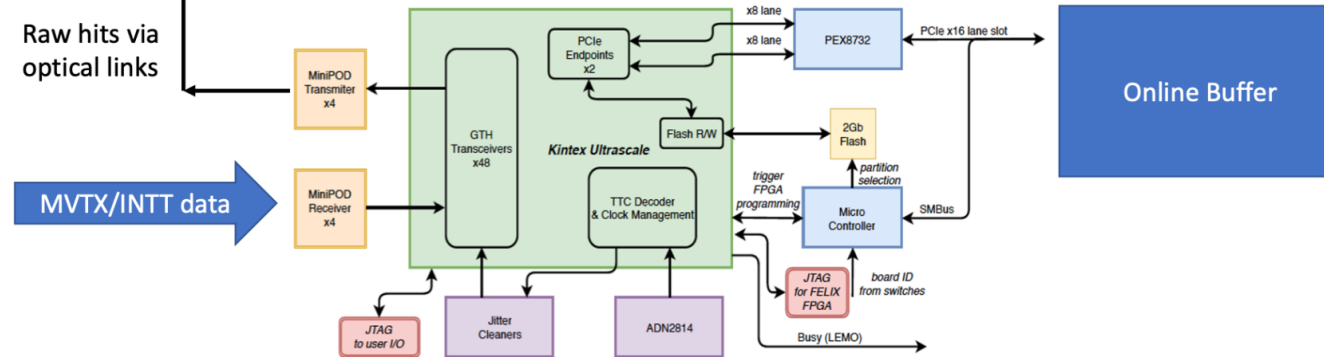 Raw hits via
optical links
MiniPOD
Transmiter
x4
MVTX/INTT data
MiniPOD
Receiver
x4
GTH
Transceivers
x48
PCIe
Endpoints
x2
Flash R/W
Kintex Ultrascale
TTC Decoder
& Clock Management
x8 lane
x8 lane
PEX8732
PCIe x16 lane slot
Online Buffer
2Gb
Flash
partition
selection
trigger
FPGA
programming
Micro
Controller
SMBus
JTAG
for FELIX
FPGA
board ID
from switches
JTAG
to user I/O
Jitter
Cleaners
ADN2814
Busy (LEMO)